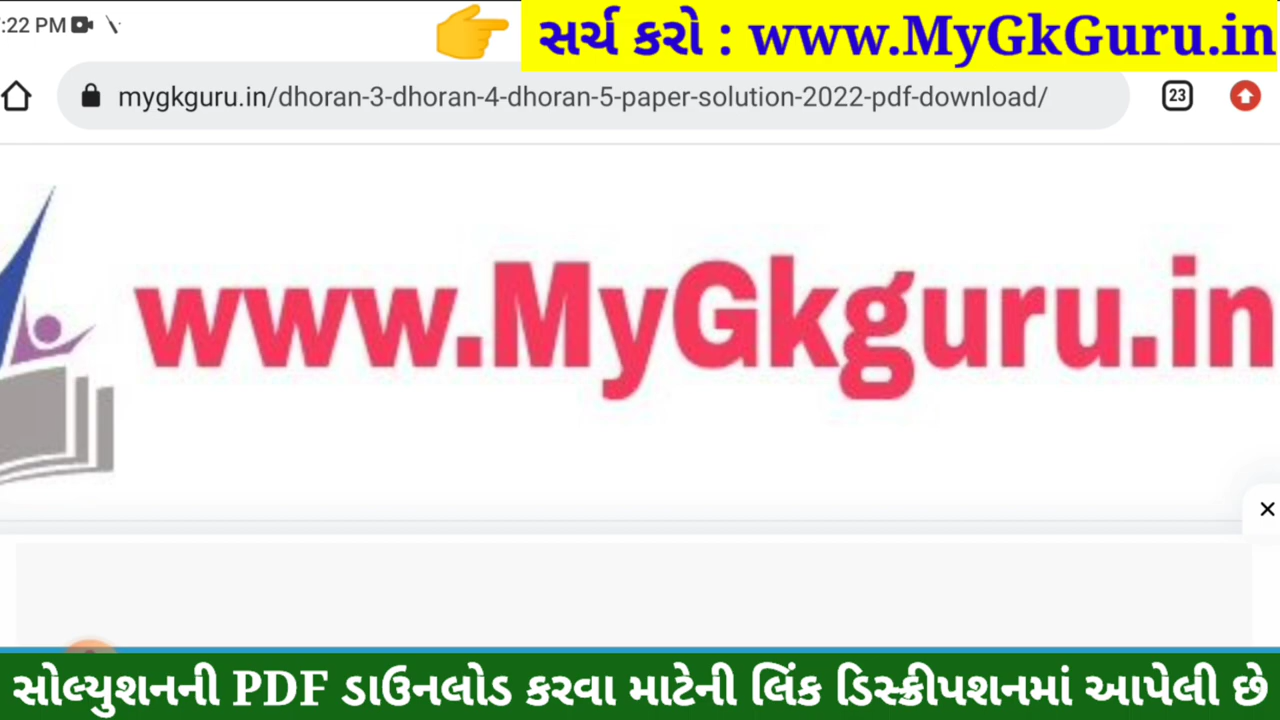 :22 PM
સર્ચ કરો : www.MyGkGuru.in
mygkguru.in/dhoran-3-dhoran-4-dhoran-5-paper-solution-2022-pdf-download/
23
www.MyGkguru.in
સોલ્યુશનની PDF ડાઉનલોડ કરવા માટેની લિંક ડિસ્ક્રીપશનમાં આપેલી છે